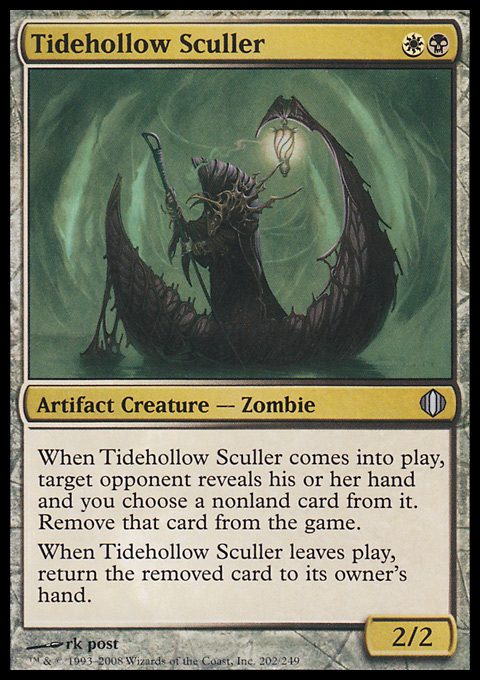 Tidehollow Sculler
Artifact Creature — Zombie
When Tidehollow Sculler comes into play,
target opponent reveals his or her hand
and you choose a nonland card from it.
Remove that card from the game.
When Tidehollow Sculler leaves play,
return the removed card to its owner's
hand.
rk post
2/2
™ & © 1993–2008 Wizards of the Coast, Inc. 202/249